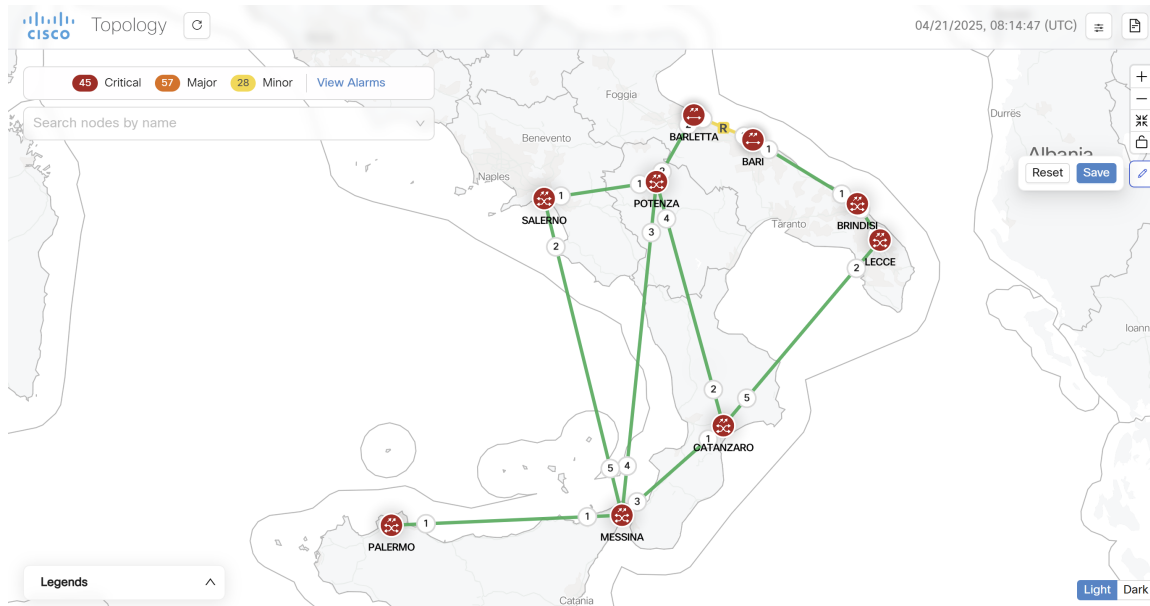 CISCO Topology 04/21/2025, 08:14:47 (UTC)
45 Critical 57 Major 28 Minor View Alarms
Search nodes by name
Foggia
Durrës
2 R
BARLETTA
Benevento
1
BARI
Albania
Reset Save
Naples
1 1
POTENZA
1
SALERNO
4
Taranto
BRINDISI
3
2
LECCE
2
Ioann
2
5
1
CATANZARO
5 4
3
1 1
MESSINA
PALERMO
Legends
Catania
Light Dark